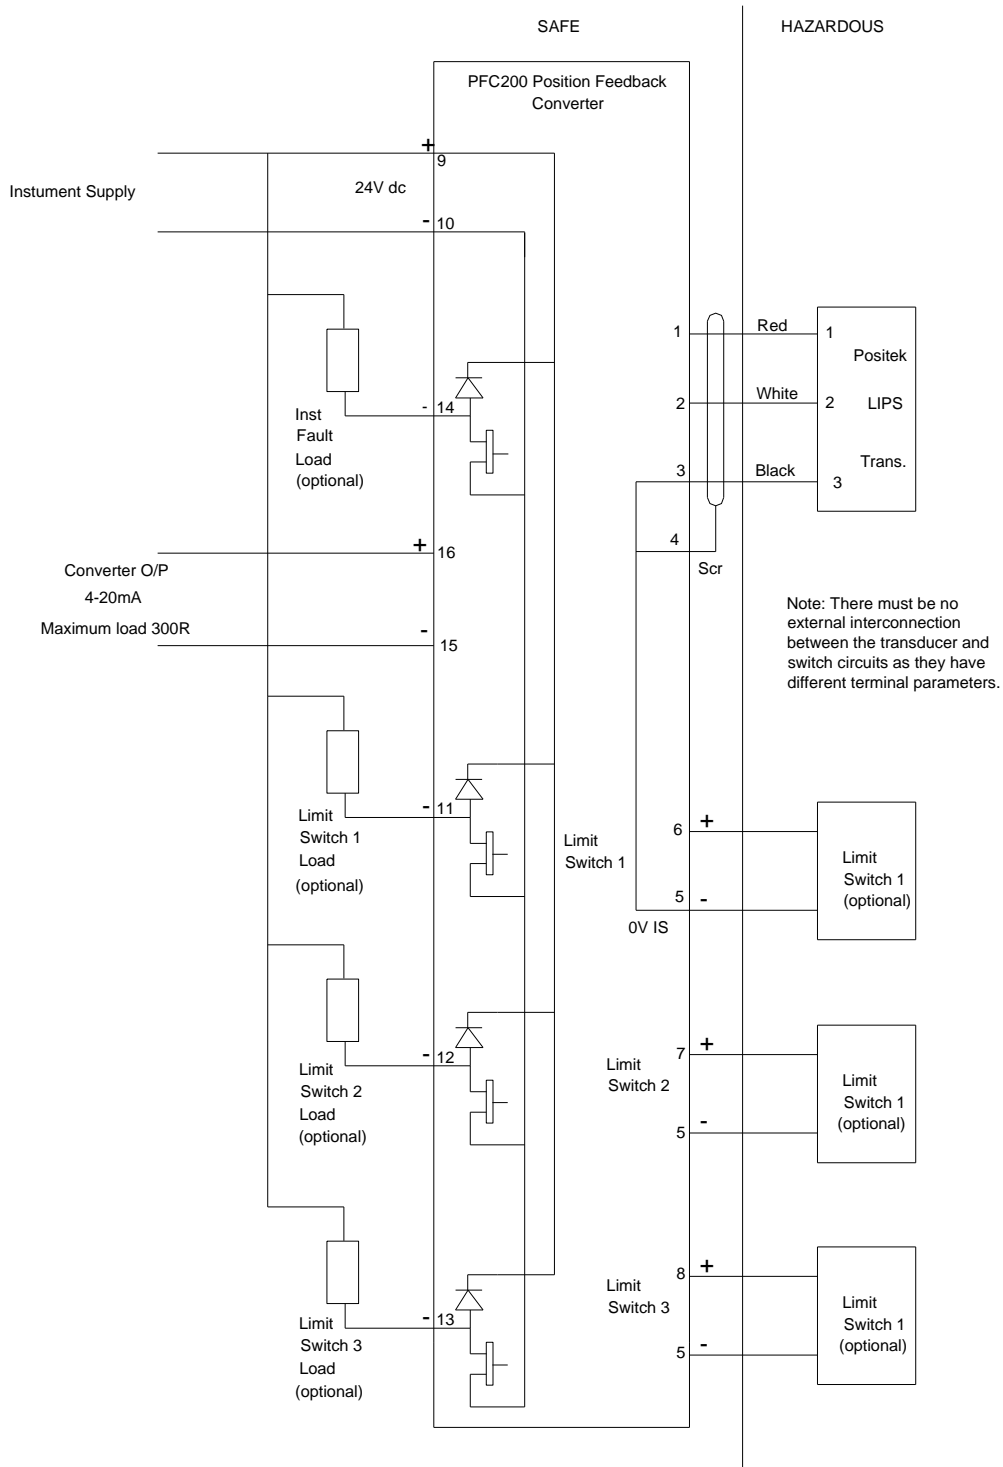 SAFE
HAZARDOUS
PFC200 Position Feedback
Converter
+
9
Instument Supply
24V dc
-
10
1
Red
1
Positek
2
White
2
LIPS
Trans.
3
Black
3
-
14
Inst
Fault
Load
(optional)
4
Scr
+
16
Converter O/P
4-20mA
Maximum load 300R
-
15
Note: There must be no
external interconnection
between the transducer and
switch circuits as they have
different terminal parameters.
-
11
Limit
Switch 1
Load
(optional)
Limit
Switch 1
6
+
5
-
0V IS
Limit
Switch 1
(optional)
-
12
Limit
Switch 2
Load
(optional)
Limit
Switch 2
7
+
5
-
Limit
Switch 1
(optional)
-
13
Limit
Switch 3
Load
(optional)
Limit
Switch 3
8
+
5
-
Limit
Switch 1
(optional)